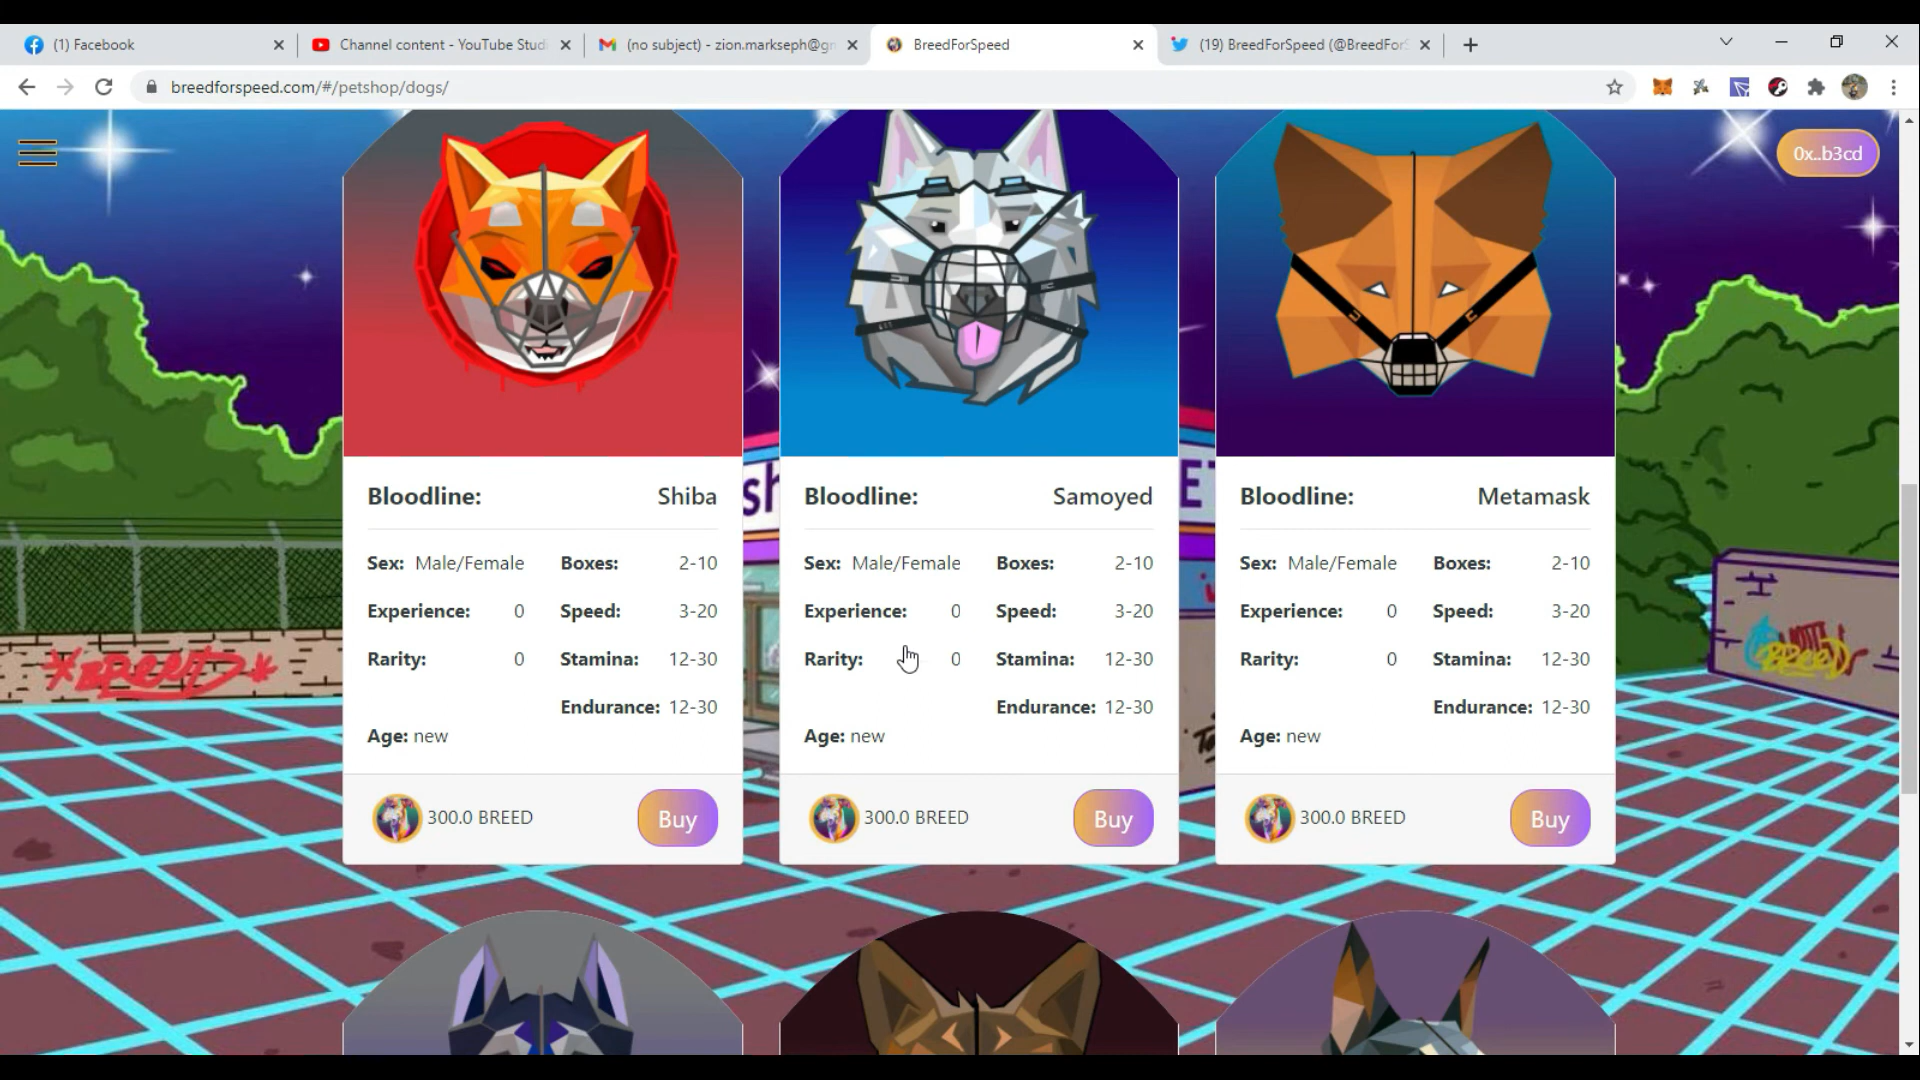 (1) Facebook
Channel content - YouTube Studi
(no subject) - zion.markseph@gm
BreedForSpeed
(19) BreedForSpeed (@BreedForS
breedforspeed.com/#/petshop/dogs/
0x..b3cd
Bloodline: Shiba
Sex: Male/Female Boxes: 2-10
Experience: 0 Speed: 3-20
Rarity: 0 Stamina: 12-30
Endurance: 12-30
Age: new
300.0 BREED Buy
Bloodline: Samoyed
Sex: Male/Female Boxes: 2-10
Experience: 0 Speed: 3-20
Rarity: 0 Stamina: 12-30
Endurance: 12-30
Age: new
300.0 BREED Buy
Bloodline: Metamask
Sex: Male/Female Boxes: 2-10
Experience: 0 Speed: 3-20
Rarity: 0 Stamina: 12-30
Endurance: 12-30
Age: new
300.0 BREED Buy
BREED
BREED